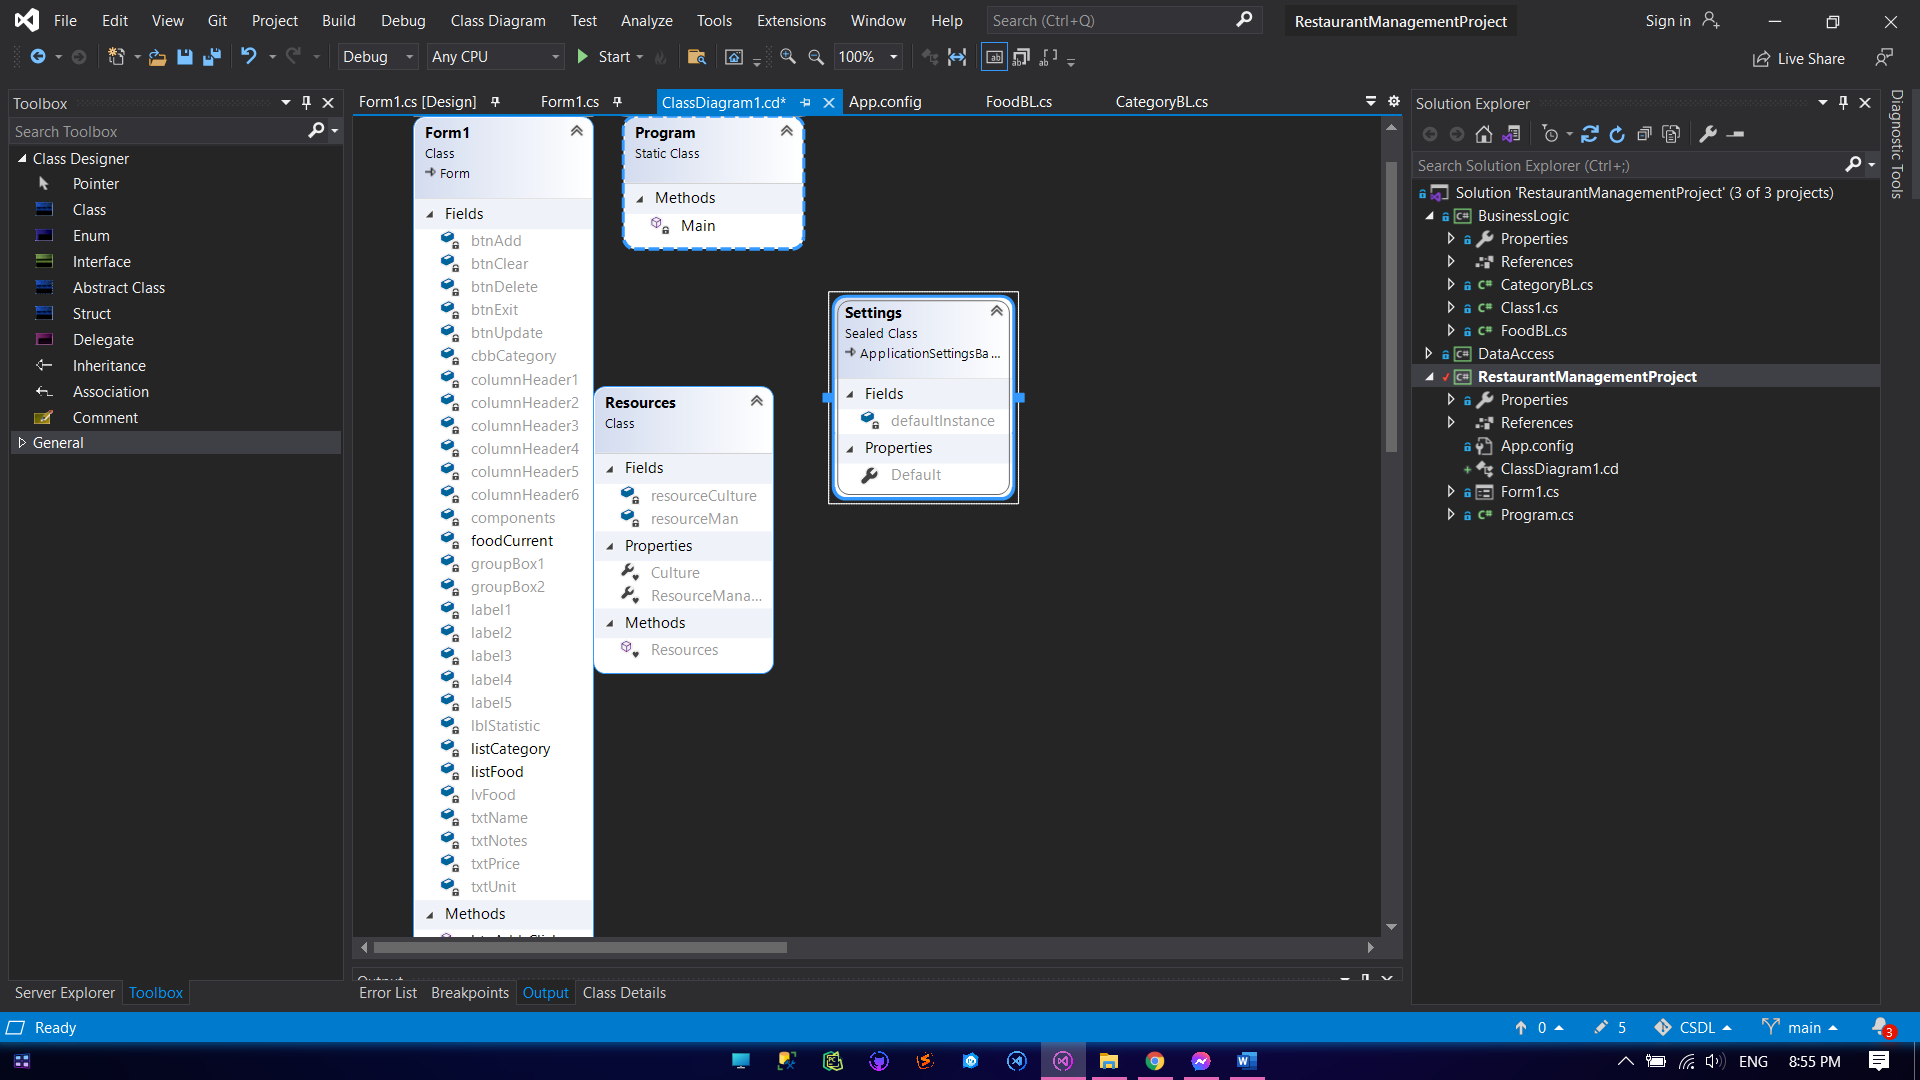 File Edit View Git Project Build Debug Class Diagram Test Analyze Tools Extensions Window Help Search (Ctrl+Q) RestaurantManagementProject Sign in
Debug Any CPU Start 100% Live Share
Toolbox
Search Toolbox
Class Designer
Pointer
Class
Enum
Interface
Abstract Class
Struct
Delegate
Inheritance
Association
Comment
General
Server Explorer Toolbox
Form1.cs [Design] Form1.cs ClassDiagram1.cd* App.config FoodBL.cs CategoryBL.cs
Form1
Class
Form
Fields
btnAdd
btnClear
btnDelete
btnExit
btnUpdate
cbbCategory
columnHeader1
columnHeader2
columnHeader3
columnHeader4
columnHeader5
columnHeader6
components
foodCurrent
groupBox1
groupBox2
label1
label2
label3
label4
label5
lblStatistic
listCategory
listFood
lvFood
txtName
txtNotes
txtPrice
txtUnit
Methods
Program
Static Class
Methods
Main
Resources
Class
Fields
resourceCulture
resourceMan
Properties
Culture
ResourceMana...
Methods
Resources
Settings
Sealed Class
ApplicationSettingsBa...
Fields
defaultInstance
Properties
Default
Output
Error List Breakpoints Output Class Details
Solution Explorer
Search Solution Explorer (Ctrl+;)
Solution 'RestaurantManagementProject' (3 of 3 projects)
BusinessLogic
Properties
References
CategoryBL.cs
Class1.cs
FoodBL.cs
DataAccess
RestaurantManagementProject
Properties
References
App.config
ClassDiagram1.cd
Form1.cs
Program.cs
Diagnostic Tools
Ready 0 5 CSDL main 3
ENG 8:55 PM